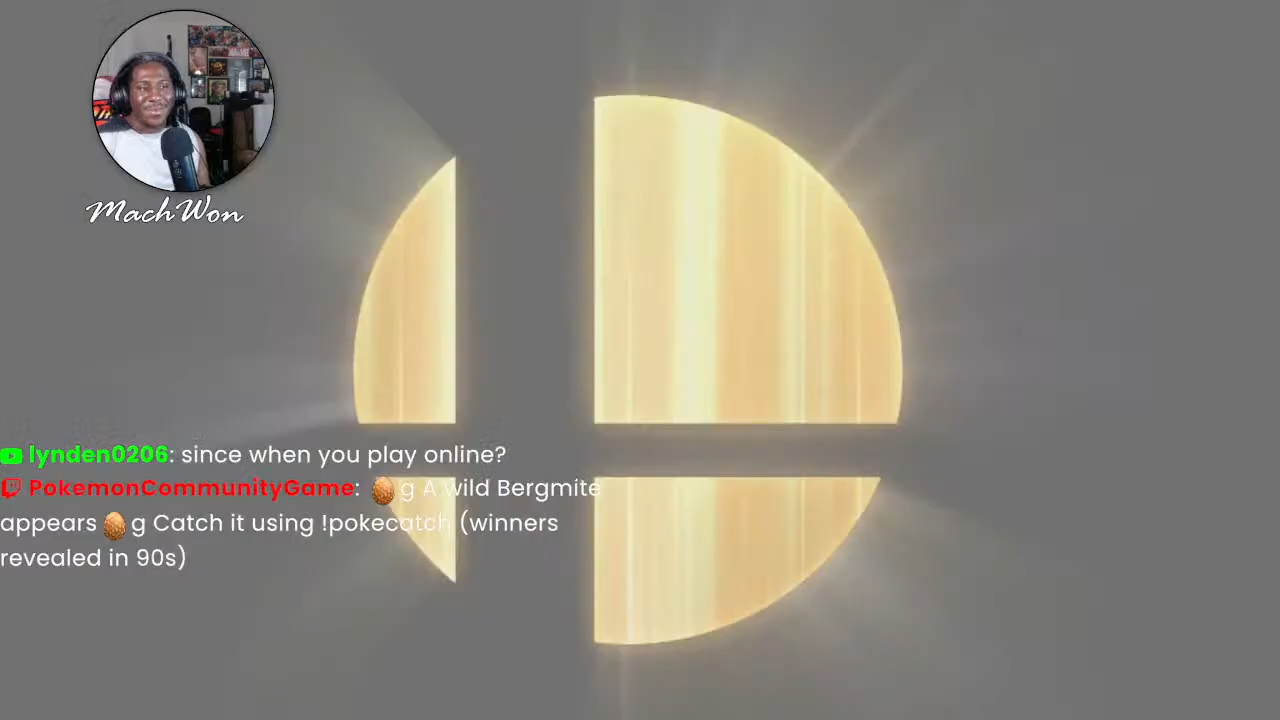 MachWon
lynden0206: since when you play online?
PokemonCommunityGame: g A wild Bergmite
appears g Catch it using !pokecatch (winners
revealed in 90s)